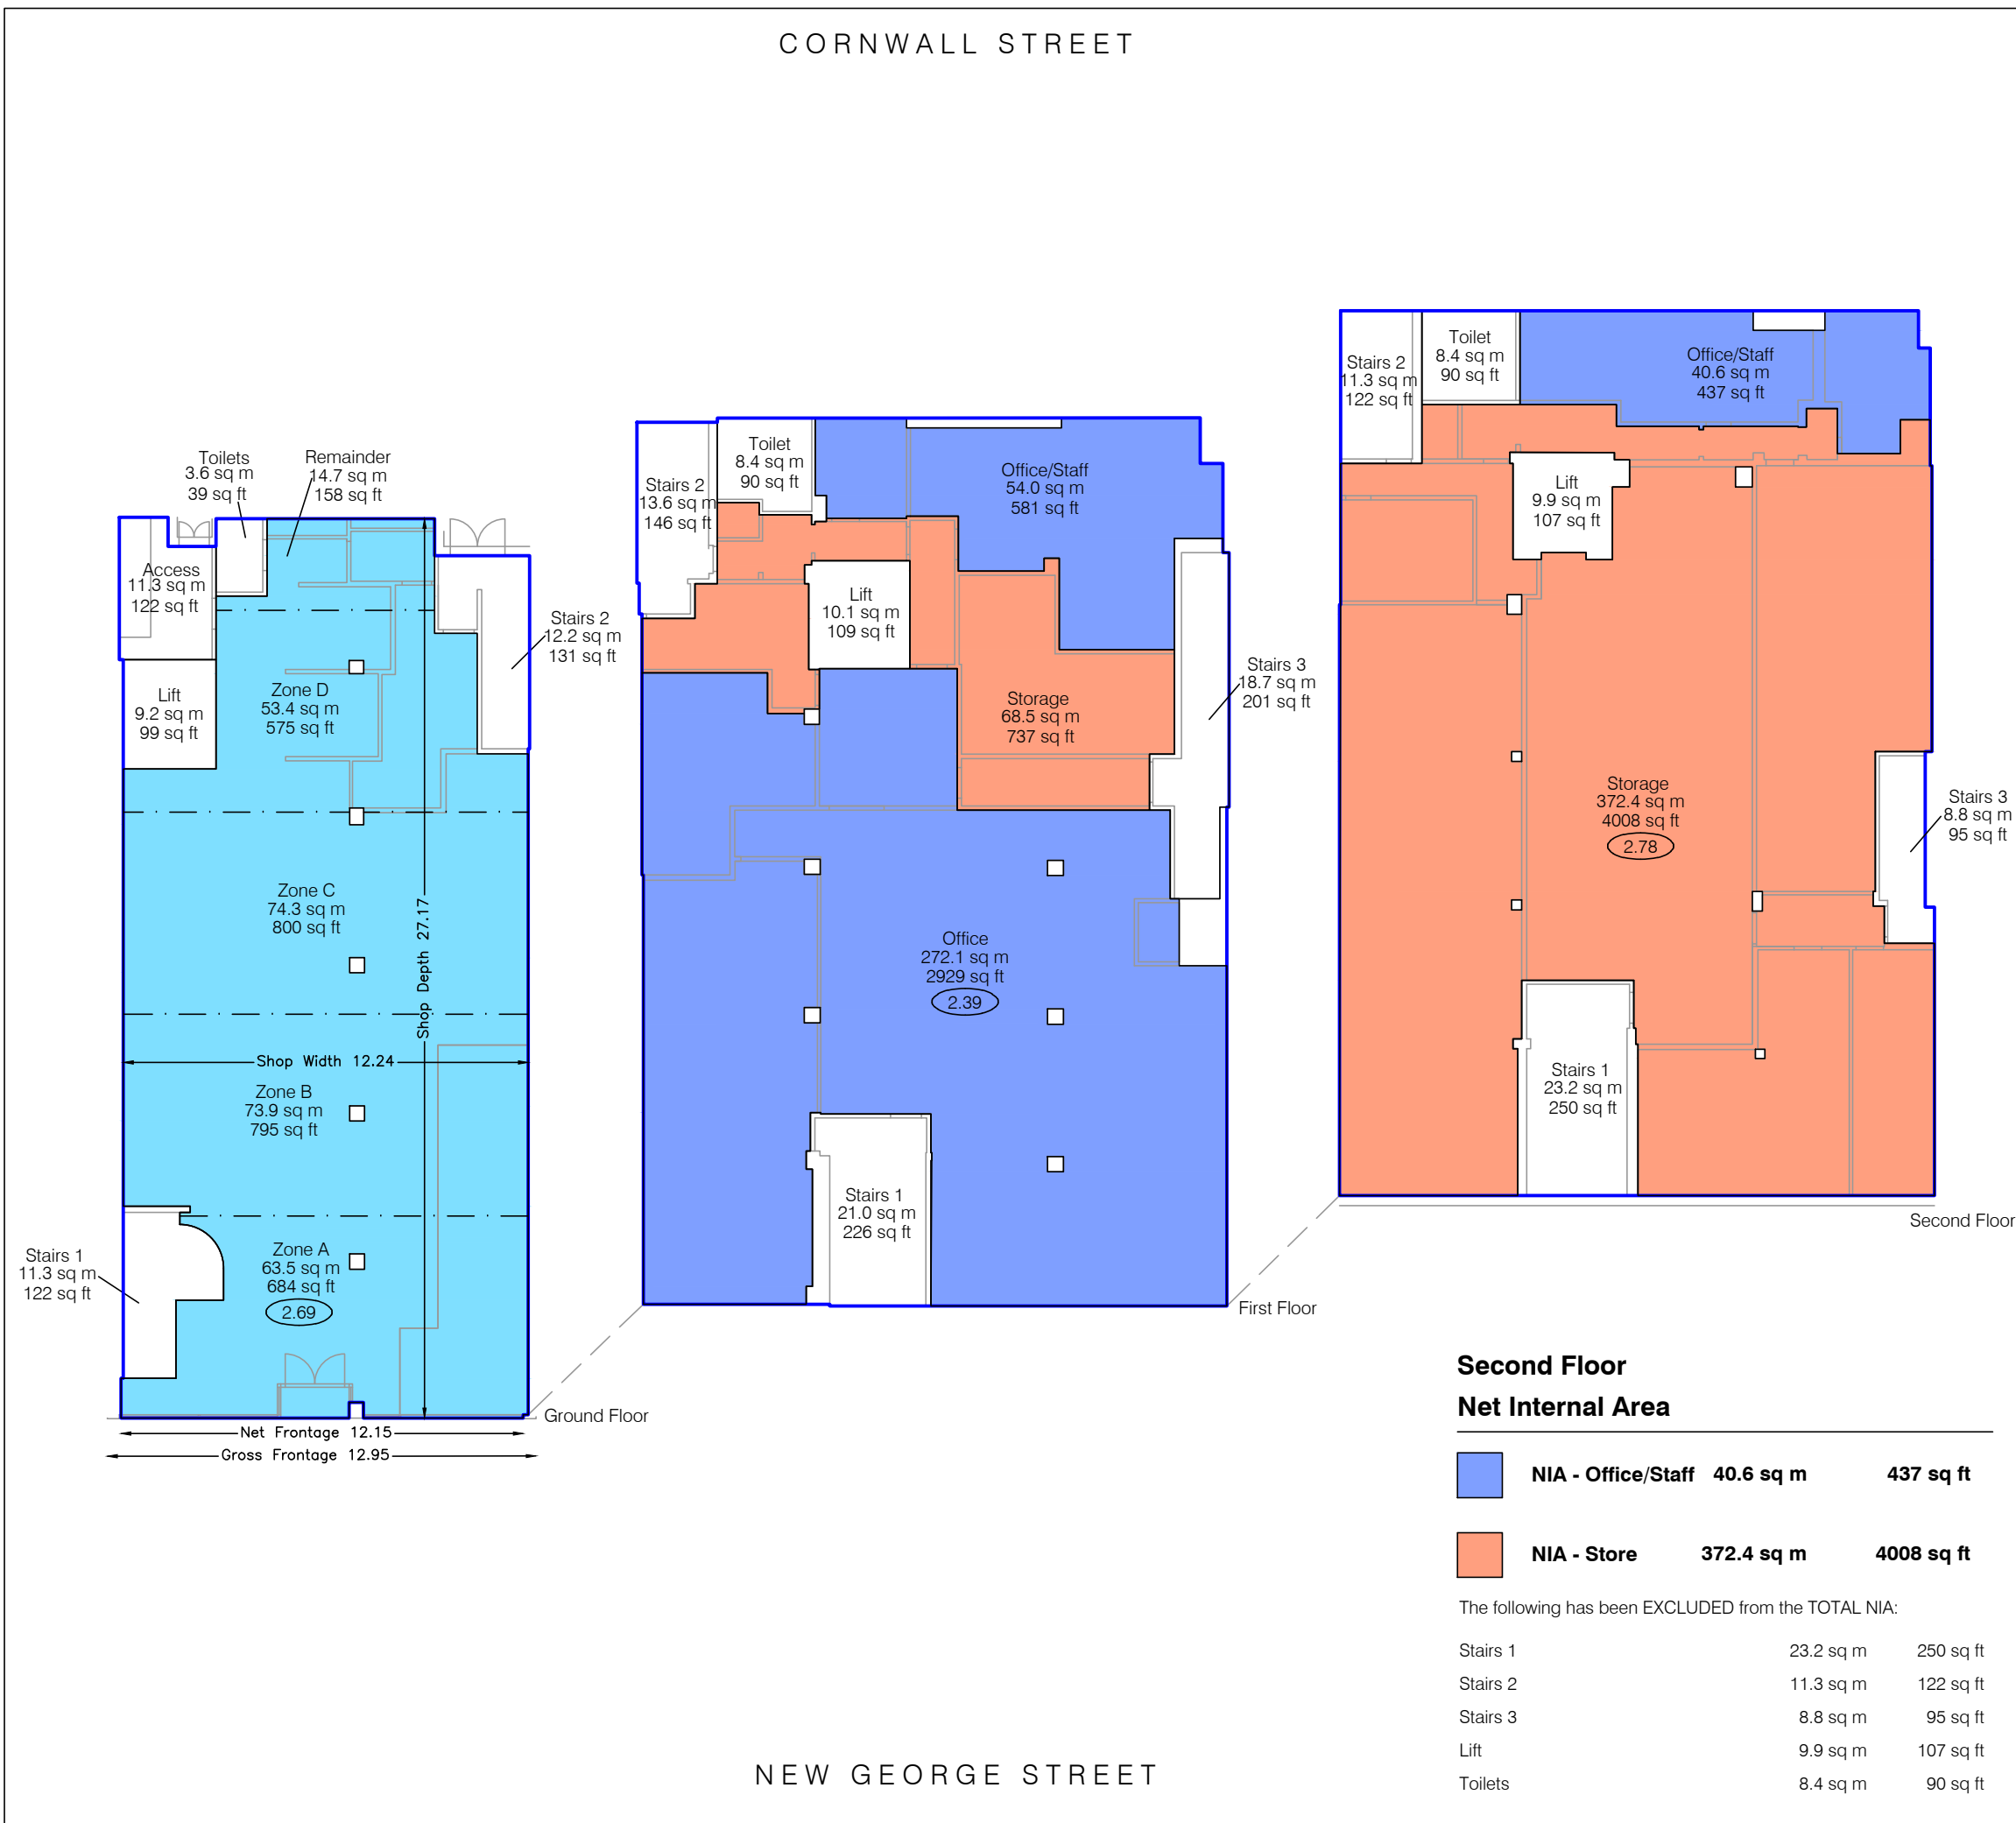 CORNWALL STREET
Toilets
3.6 sq m
39 sq ft
Remainder
14.7 sq m
158 sq ft
Access
11.3 sq m
122 sq ft
Stairs 2
12.2 sq m
131 sq ft
Lift
9.2 sq m
99 sq ft
Zone D
53.4 sq m
575 sq ft
Zone C
74.3 sq m
800 sq ft
Shop Depth 27.17
Shop Width 12.24
Zone B
73.9 sq m
795 sq ft
Stairs 1
11.3 sq m
122 sq ft
Zone A
63.5 sq m
684 sq ft
2.69
Ground Floor
Net Frontage 12.15
Gross Frontage 12.95
Stairs 2
13.6 sq m
146 sq ft
Toilet
8.4 sq m
90 sq ft
Office/Staff
54.0 sq m
581 sq ft
Lift
10.1 sq m
109 sq ft
Storage
68.5 sq m
737 sq ft
Stairs 3
18.7 sq m
201 sq ft
Office
272.1 sq m
2929 sq ft
2.39
Stairs 1
21.0 sq m
226 sq ft
First Floor
Stairs 2
11.3 sq m
122 sq ft
Toilet
8.4 sq m
90 sq ft
Office/Staff
40.6 sq m
437 sq ft
Lift
9.9 sq m
107 sq ft
Storage
372.4 sq m
4008 sq ft
2.78
Stairs 3
8.8 sq m
95 sq ft
Stairs 1
23.2 sq m
250 sq ft
Second Floor
Second Floor
Net Internal Area
NIA - Office/Staff 40.6 sq m 437 sq ft
NIA - Store 372.4 sq m 4008 sq ft
The following has been EXCLUDED from the TOTAL NIA:
Stairs 1 23.2 sq m 250 sq ft
Stairs 2 11.3 sq m 122 sq ft
Stairs 3 8.8 sq m 95 sq ft
Lift 9.9 sq m 107 sq ft
Toilets 8.4 sq m 90 sq ft
NEW GEORGE STREET